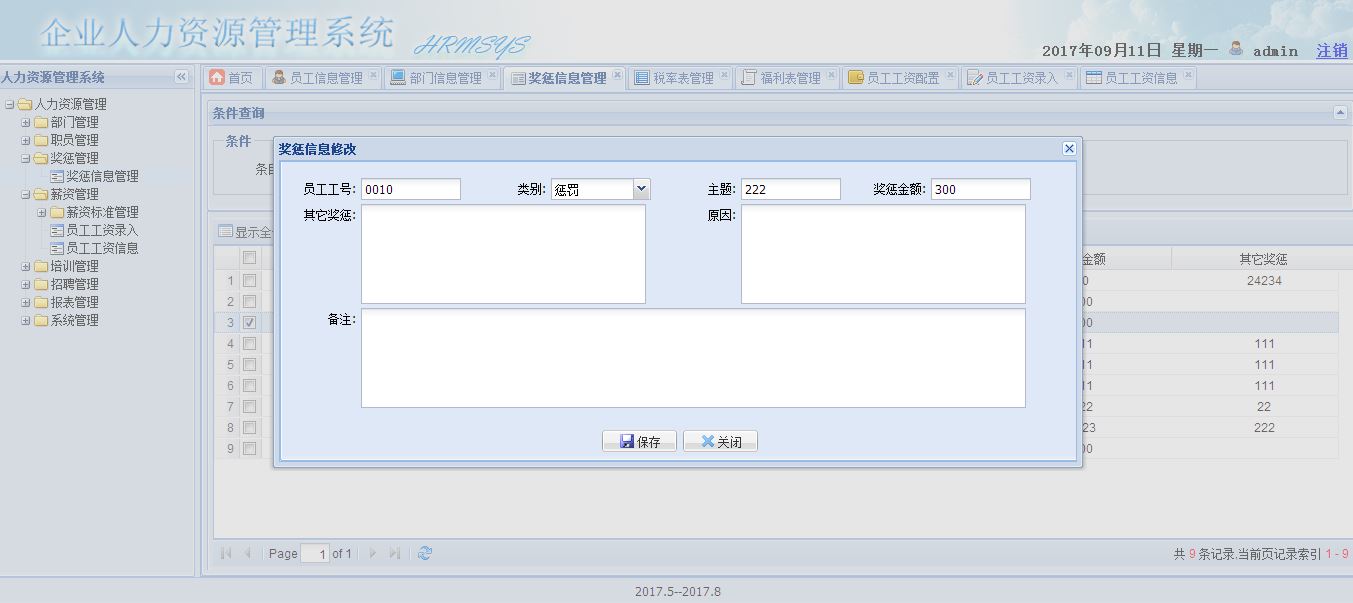 企业人力资源管理系统 HRMSYS
2017年09月11日 星期一 admin 注销
人力资源管理系统
首页 员工信息管理 部门信息管理 奖惩信息管理 税率表管理 福利表管理 员工工资配置 员工工资录入 员工工资信息
人力资源管理
部门管理
职员管理
奖惩管理
奖惩信息管理
薪资管理
薪资标准管理
员工工资录入
员工工资信息
培训管理
招聘管理
报表管理
系统管理
条件查询
条件
条目
奖惩信息修改
员工工号: 0010 类别: 惩罚 主题: 222 奖惩金额: 300
其它奖惩: 原因:
备注:
保存 关闭
显示全
金额 其它奖惩
1 0 24234
2 00
3 00
4 11 111
5 11 111
6 11 111
7 22 22
8 23 222
9 00
Page 1 of 1 共 9 条记录,当前页记录索引 1 - 9
2017.5--2017.8